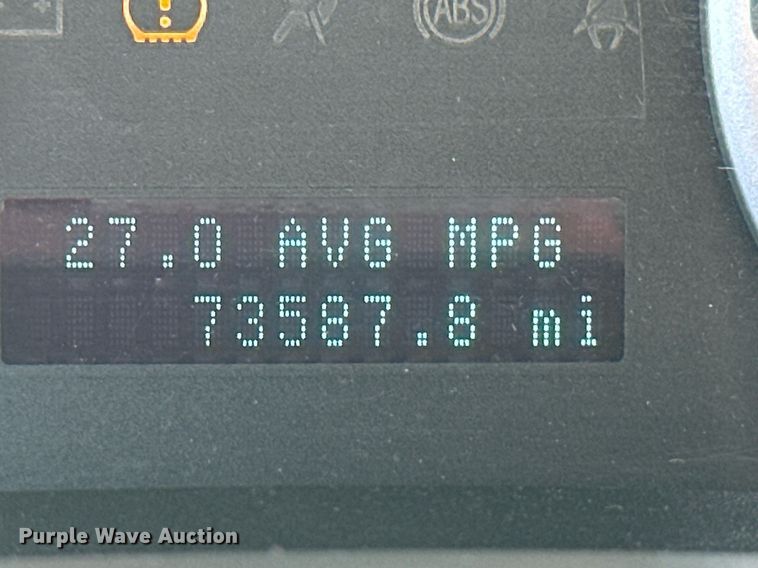 ABS
27.0 AVG MPG
73587.8 mi
Purple Wave Auction